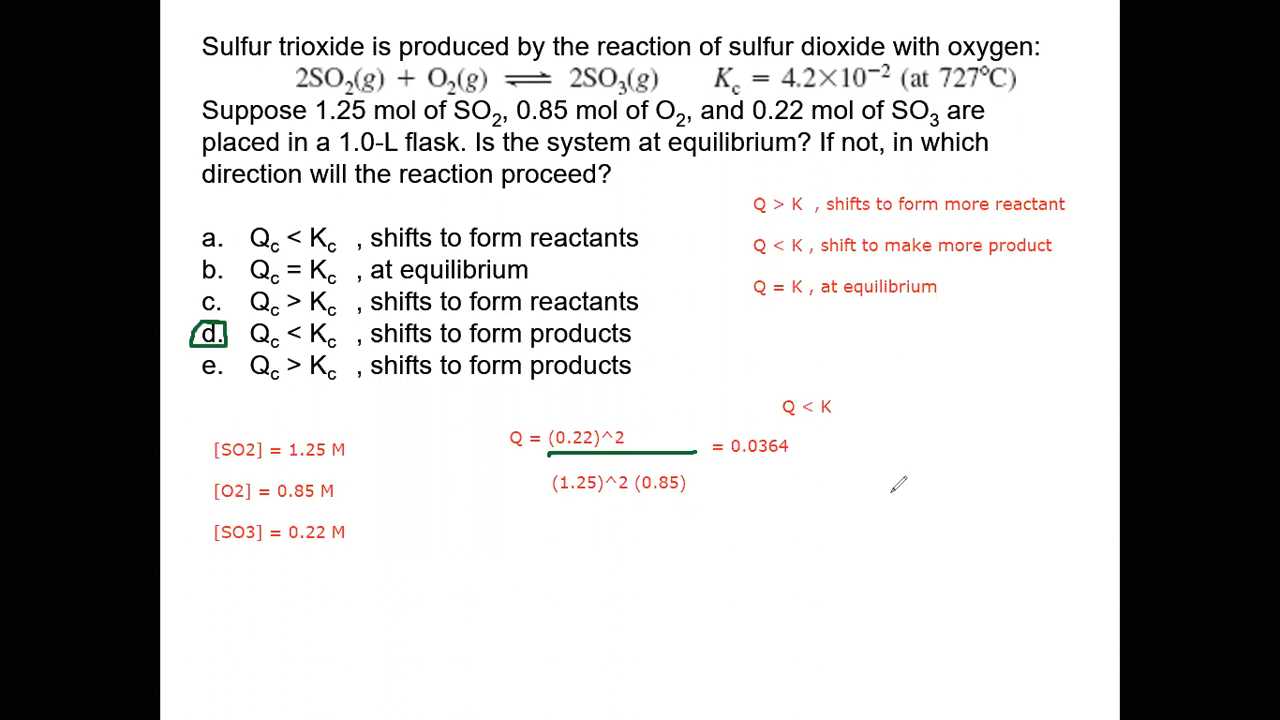 Sulfur trioxide is produced by the reaction of sulfur dioxide with oxygen:
2SO₂(g) + O₂(g) ⇌ 2SO₃(g) K꜀ = 4.2×10⁻² (at 727°C)
Suppose 1.25 mol of SO₂, 0.85 mol of O₂, and 0.22 mol of SO₃ are
placed in a 1.0-L flask. Is the system at equilibrium? If not, in which
direction will the reaction proceed?
Q > K , shifts to form more reactant
a. Qc < Kc , shifts to form reactants
Q < K , shift to make more product
b. Qc = Kc , at equilibrium
Q = K , at equilibrium
c. Qc > Kc , shifts to form reactants
d. Qc < Kc , shifts to form products
e. Qc > Kc , shifts to form products
Q < K
[SO2] = 1.25 M
Q = (0.22)^2
= 0.0364
(1.25)^2 (0.85)
[O2] = 0.85 M
[SO3] = 0.22 M